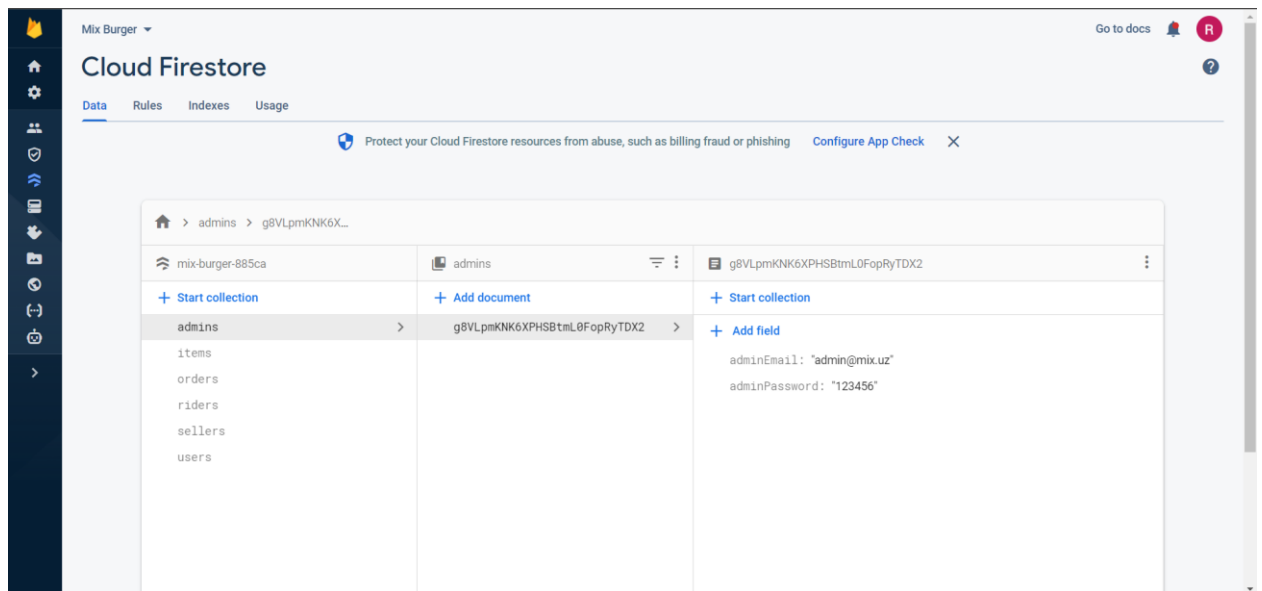 Mix Burger
Go to docs
R
Cloud Firestore
?
Data Rules Indexes Usage
Protect your Cloud Firestore resources from abuse, such as billing fraud or phishing Configure App Check
admins > g8VLpmKNK6X...
mix-burger-885ca
admins
g8VLpmKNK6XPHSBtmL0FopRyTDX2
+ Start collection
+ Add document
+ Start collection
admins
g8VLpmKNK6XPHSBtmL0FopRyTDX2
+ Add field
items
adminEmail: "admin@mix.uz"
orders
adminPassword: "123456"
riders
sellers
users